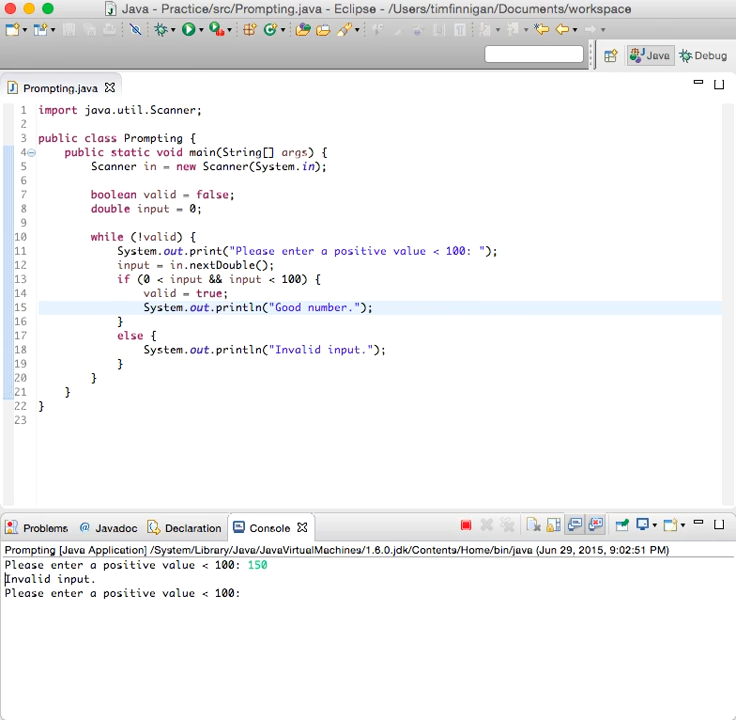 Java - Practice/src/Prompting.java - Eclipse - /Users/timfinnigan/Documents/workspace
Java Debug
Prompting.java
1 import java.util.Scanner;
2
3 public class Prompting {
4 public static void main(String[] args) {
5 Scanner in = new Scanner(System.in);
6
7 boolean valid = false;
8 double input = 0;
9
10 while (!valid) {
11 System.out.print("Please enter a positive value < 100: ");
12 input = in.nextDouble();
13 if (0 < input && input < 100) {
14 valid = true;
15 System.out.println("Good number.");
16 }
17 else {
18 System.out.println("Invalid input.");
19 }
20 }
21 }
22 }
23
Problems @ Javadoc Declaration Console
Prompting [Java Application] /System/Library/Java/JavaVirtualMachines/1.6.0.jdk/Contents/Home/bin/java (Jun 29, 2015, 9:02:51 PM)
Please enter a positive value < 100: 150
Invalid input.
Please enter a positive value < 100: